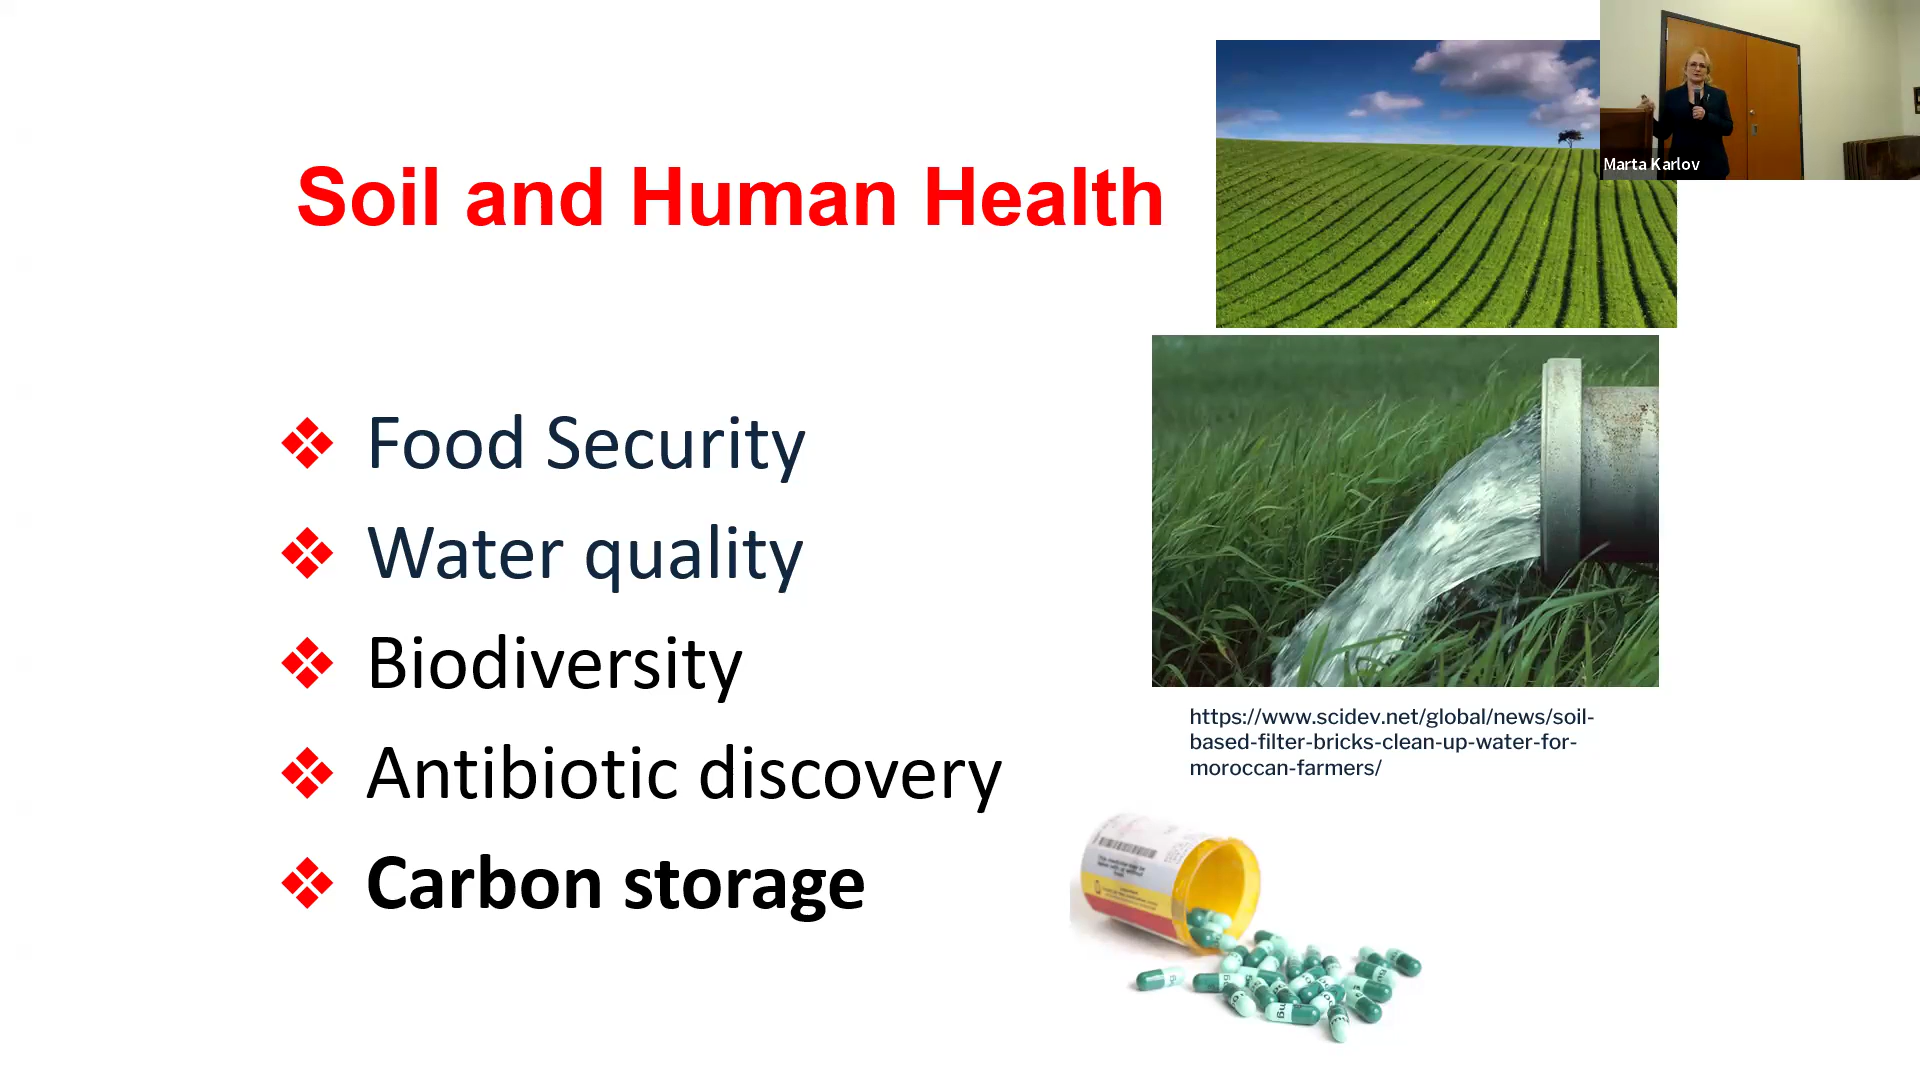 Soil and Human Health
Marta Karlov
Food Security
Water quality
Biodiversity
Antibiotic discovery
Carbon storage
https://www.scidev.net/global/news/soil-
based-filter-bricks-clean-up-water-for-
moroccan-farmers/